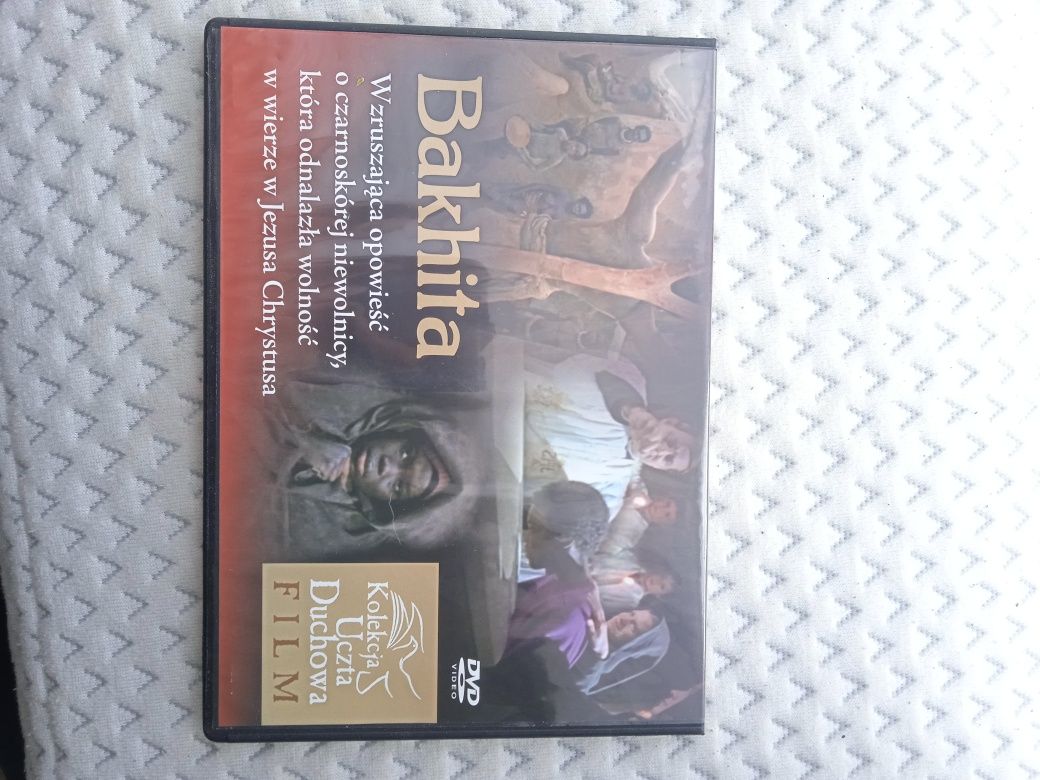 Bakhita
Wzruszająca opowieść
o czarnoskórej niewolnicy,
która odnalazła wolność
w wierze w Jezusa Chrystusa
DVD
VIDEO
Kolekcja
Uczta
Duchowa
FILM